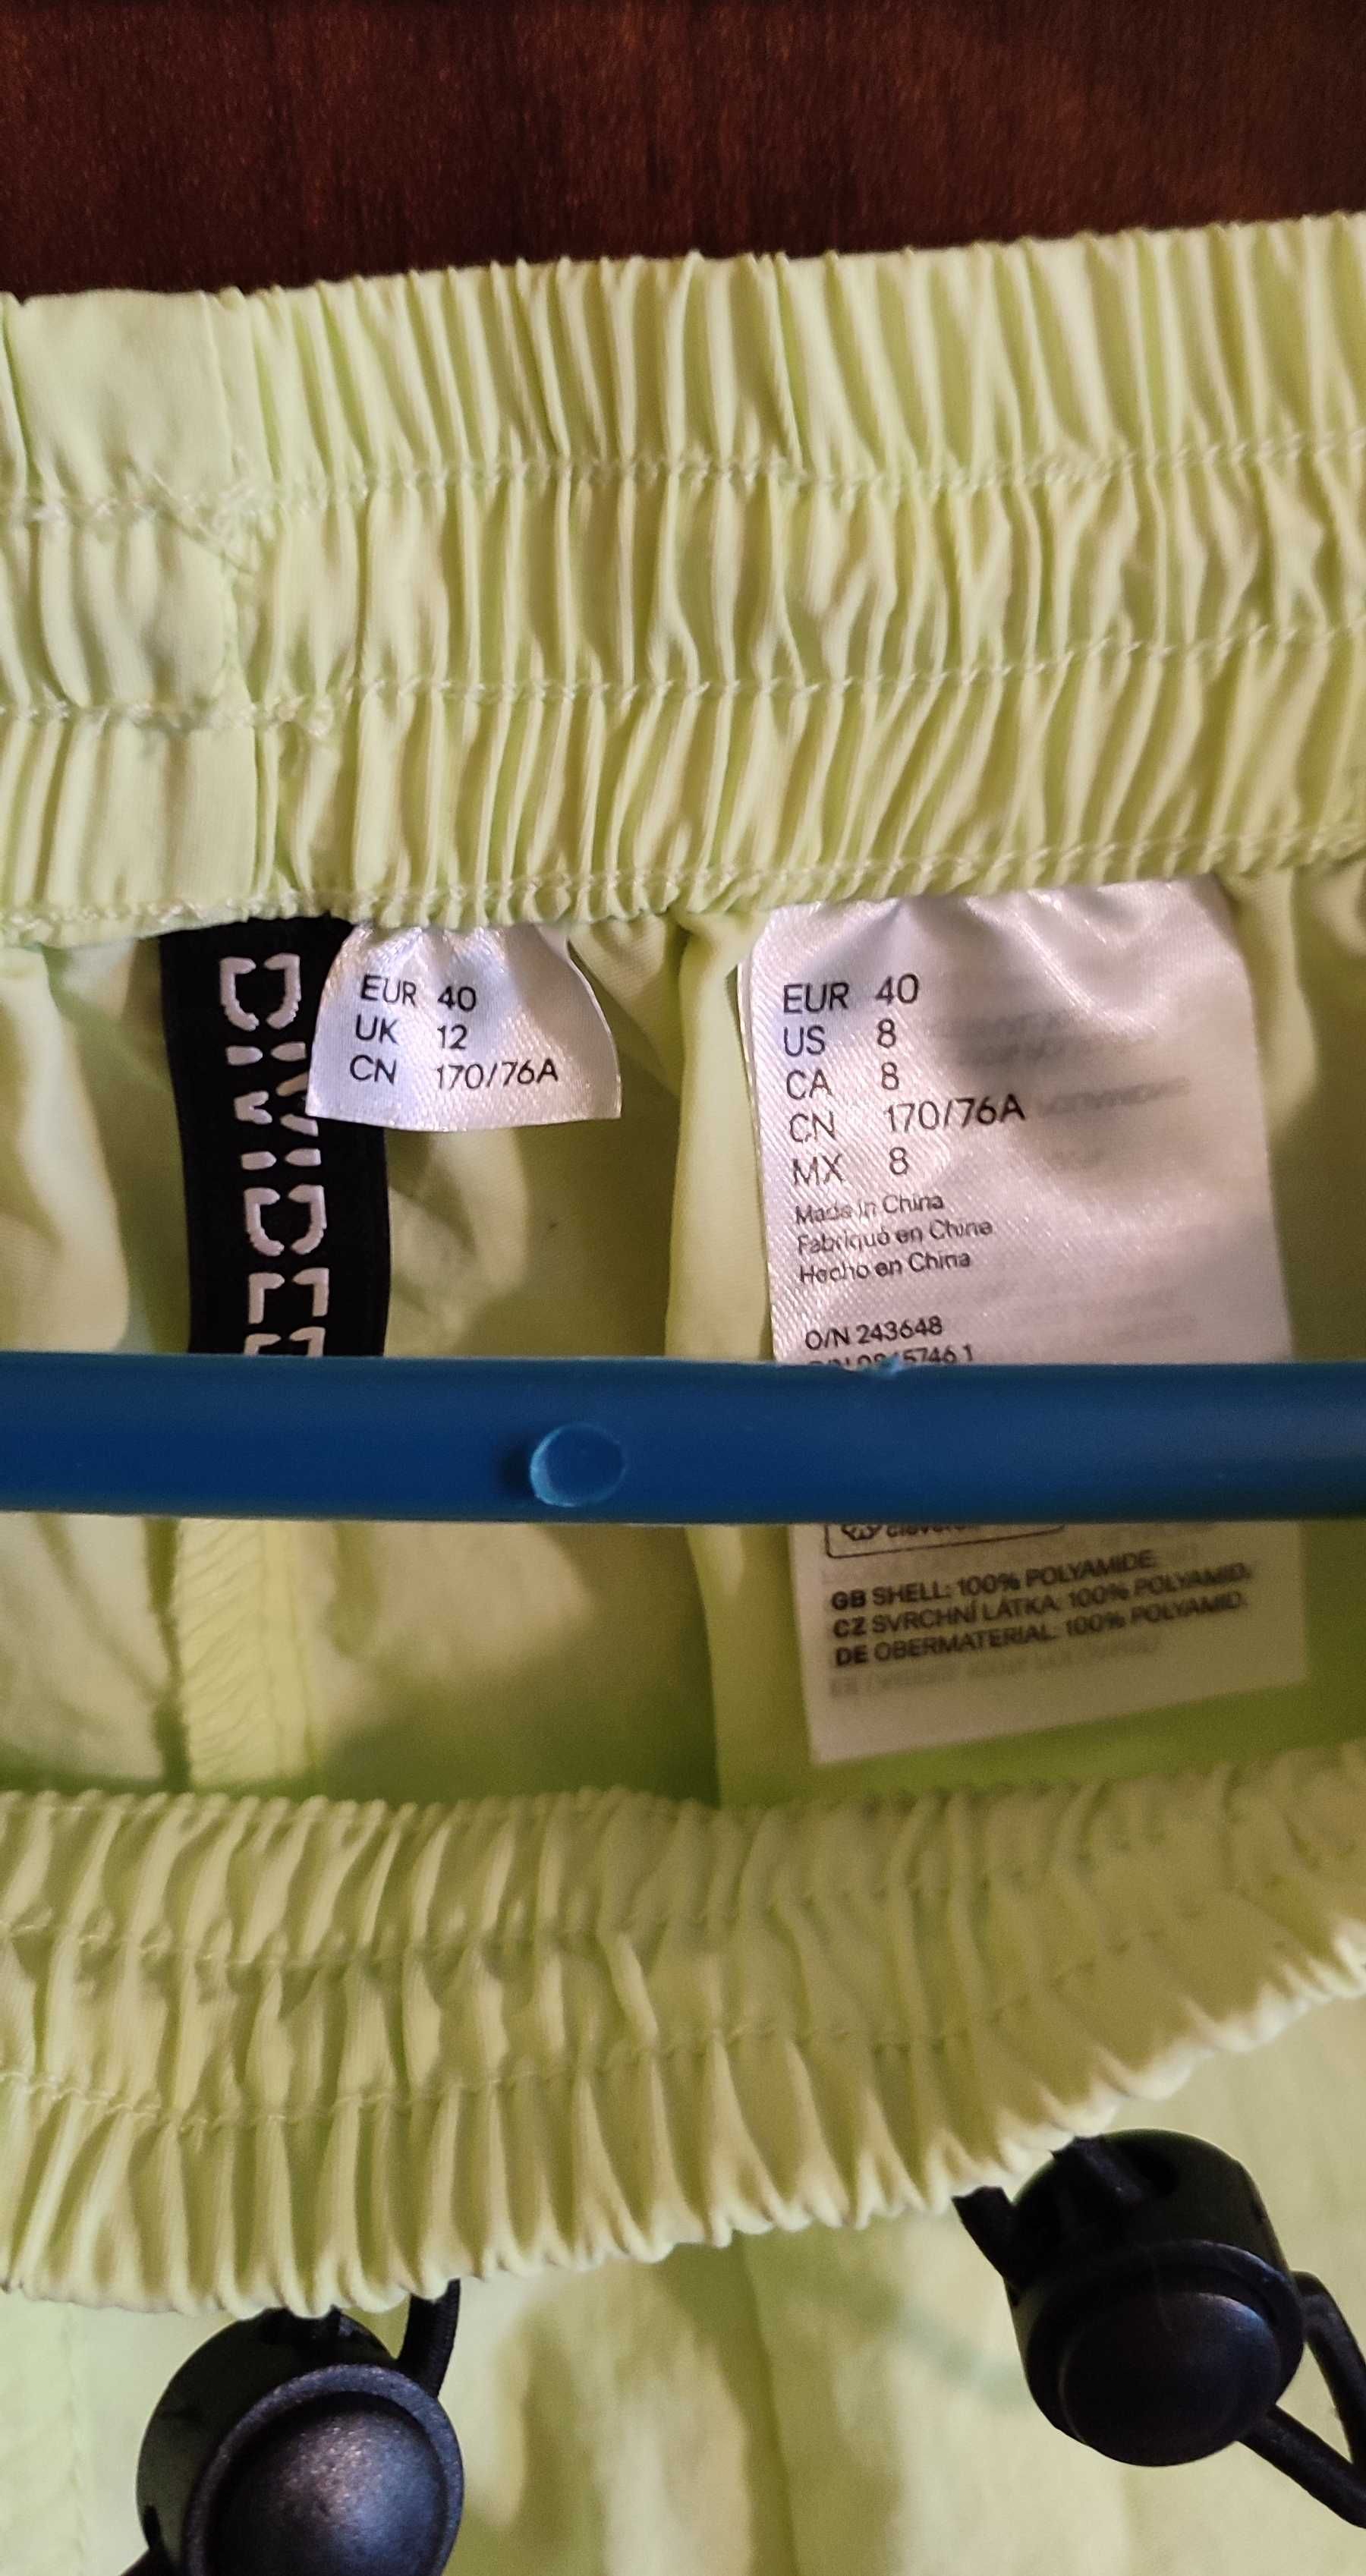 DIVIDED
EUR 40
UK 12
CN 170/76A
EUR 40
US 8
CA 8
CN 170/76A
MX 8
Made in China
Fabriqué en Chine
Hecho en China
O/N 243648
GB SHELL: 100% POLYAMIDE.
CZ SVRCHNÍ LÁTKA: 100% POLYAMID.
DE OBERMATERIAL: 100% POLYAMID.